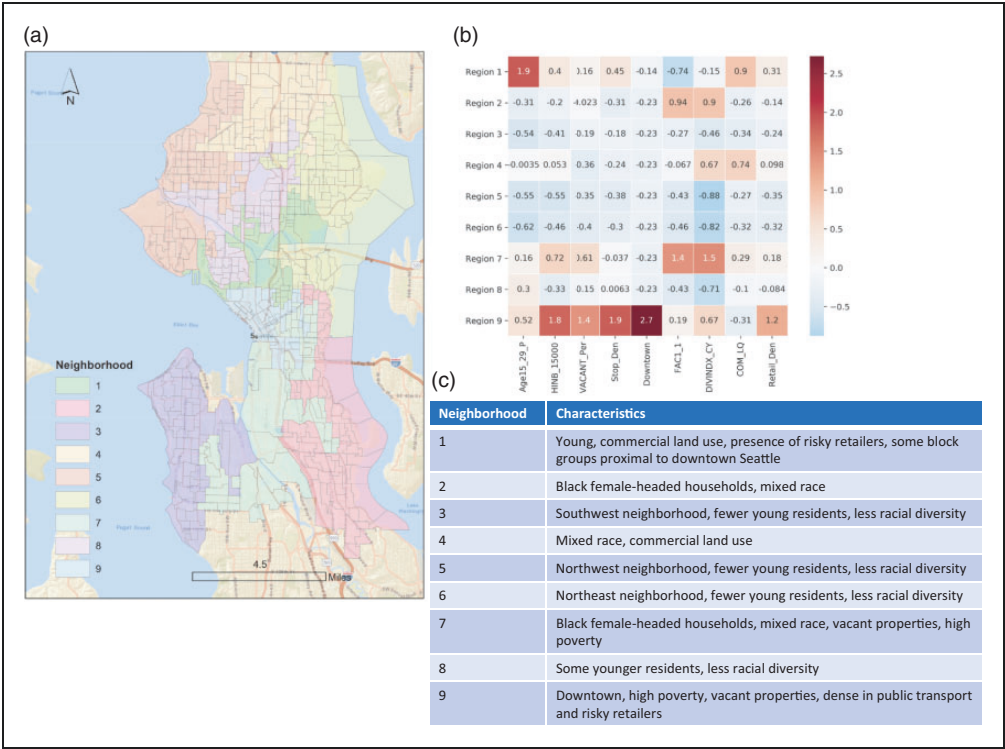 (a)
N
Neighborhood
1
2
3
4
5
6
7
8
9
4.5
Miles
(b)
Region 1 1.9 0.4 0.16 0.45 -0.14 -0.74 -0.15 0.9 0.31
Region 2 -0.31 -0.2 -0.023 -0.31 -0.23 0.94 0.9 -0.26 -0.14
Region 3 -0.54 -0.41 0.19 -0.18 -0.23 -0.27 -0.46 -0.34 -0.24
Region 4 -0.0035 0.053 0.36 -0.24 -0.23 -0.067 0.67 0.74 0.098
Region 5 -0.55 -0.55 0.35 -0.38 -0.23 -0.43 -0.88 -0.27 -0.35
Region 6 -0.62 -0.46 -0.4 -0.3 -0.23 -0.46 -0.82 -0.32 -0.32
Region 7 0.16 0.72 0.61 -0.037 -0.23 1.4 1.5 0.29 0.18
Region 8 0.3 -0.33 0.15 0.0063 -0.23 -0.43 -0.71 -0.1 -0.084
Region 9 0.52 1.8 1.4 1.9 2.7 0.19 0.67 -0.31 1.2
Age15_29_P HINB_15000 VACANT_Per Stop_Den Downtown FAC1_1 DIVINDX_CY COM_LQ Retail_Den
2.5
2.0
1.5
1.0
0.5
0.0
-0.5
(c)
Neighborhood Characteristics
1 Young, commercial land use, presence of risky retailers, some block
groups proximal to downtown Seattle
2 Black female-headed households, mixed race
3 Southwest neighborhood, fewer young residents, less racial diversity
4 Mixed race, commercial land use
5 Northwest neighborhood, fewer young residents, less racial diversity
6 Northeast neighborhood, fewer young residents, less racial diversity
7 Black female-headed households, mixed race, vacant properties, high
poverty
8 Some younger residents, less racial diversity
9 Downtown, high poverty, vacant properties, dense in public transport
and risky retailers